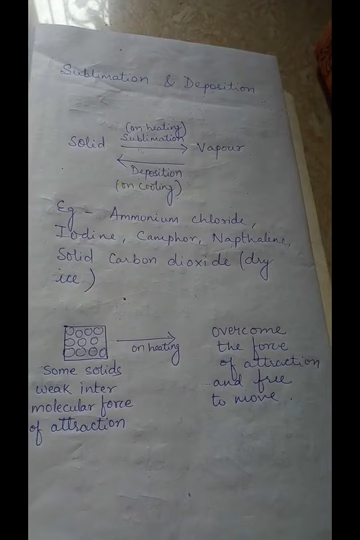 Sublimation & Deposition
(on heating)
Sublimation
Solid Vapour
Deposition
(on cooling)
Eg - Ammonium chloride,
Iodine, Camphor, Napthalene,
Solid Carbon dioxide (dry
ice)
on heating
some solids
weak inter
molecular force
of attraction
overcome
the force
of attraction
and free
to move.